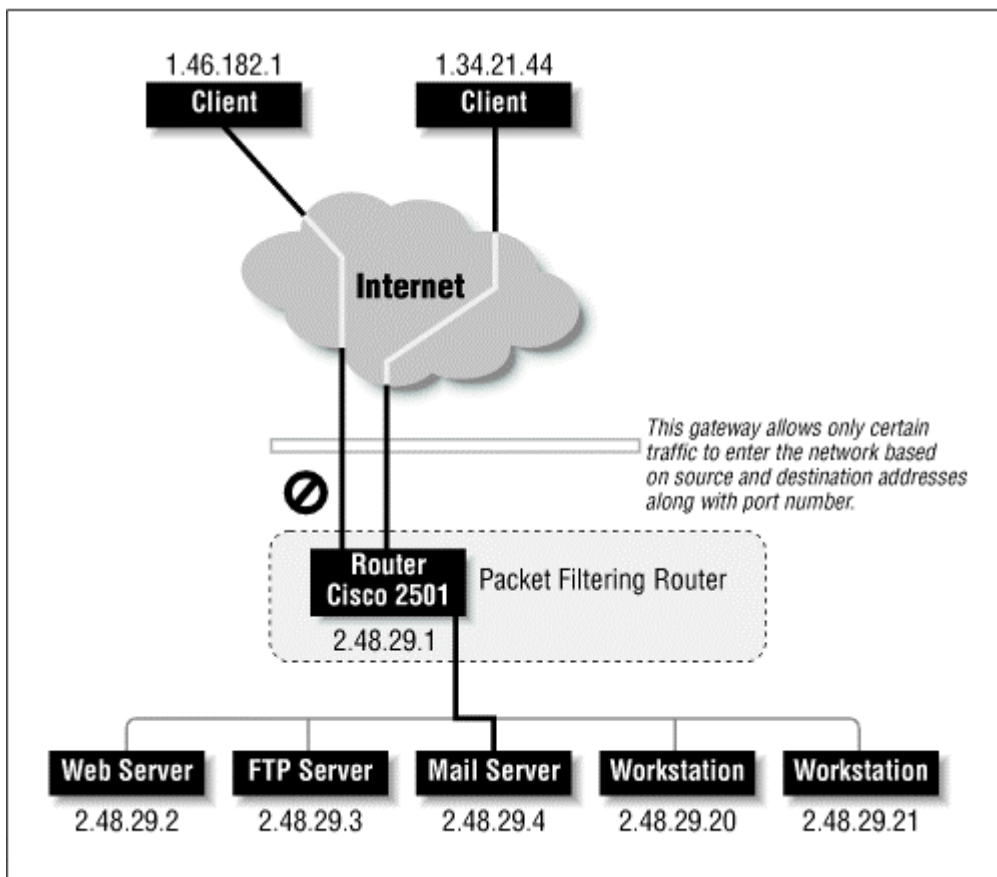 1.46.182.1
Client
1.34.21.44
Client
Internet
This gateway allows only certain
traffic to enter the network based
on source and destination addresses
along with port number.
Router
Cisco 2501
Packet Filtering Router
2.48.29.1
Web Server
FTP Server
Mail Server
Workstation
Workstation
2.48.29.2
2.48.29.3
2.48.29.4
2.48.29.20
2.48.29.21